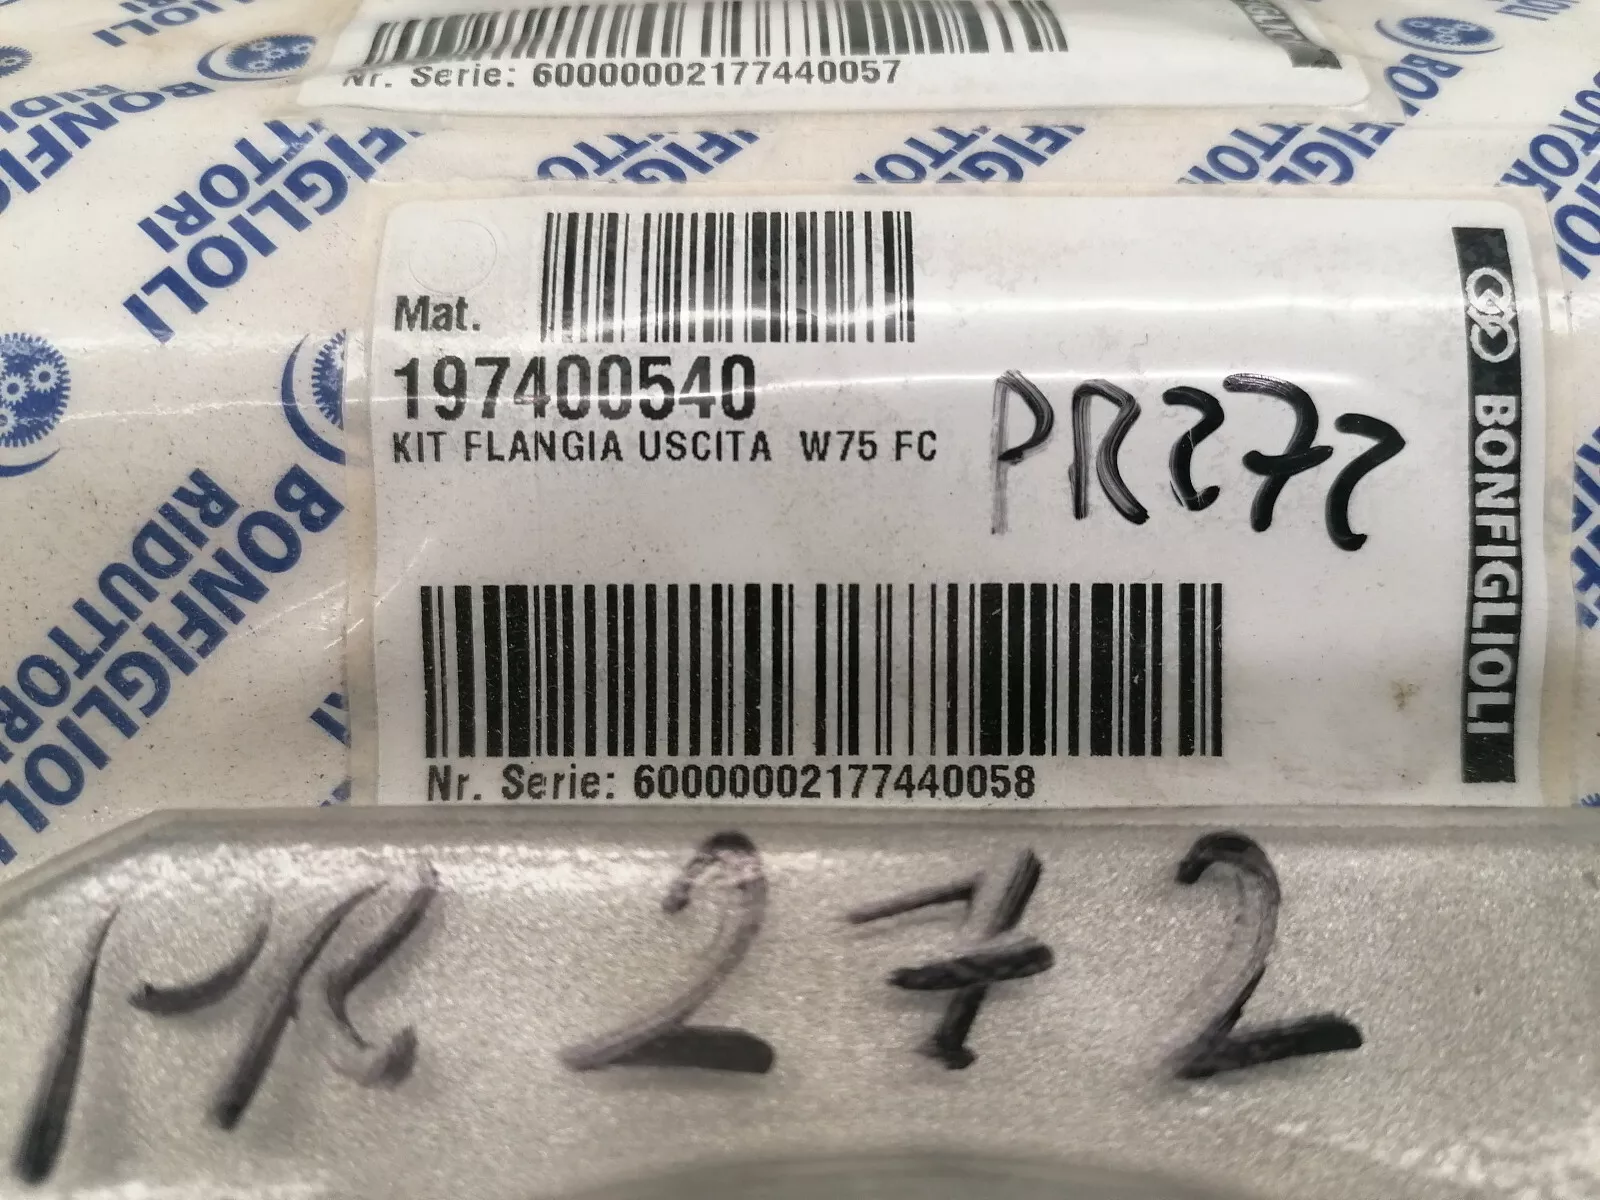 Nr. Serie: 60000002177440057
Mat.
197400540
KIT FLANGIA USCITA W75 FC
PR272
Nr. Serie: 60000002177440058
BONFIGLIOLI
PR 272
BONFIGLIOLI
RIDUTTORI